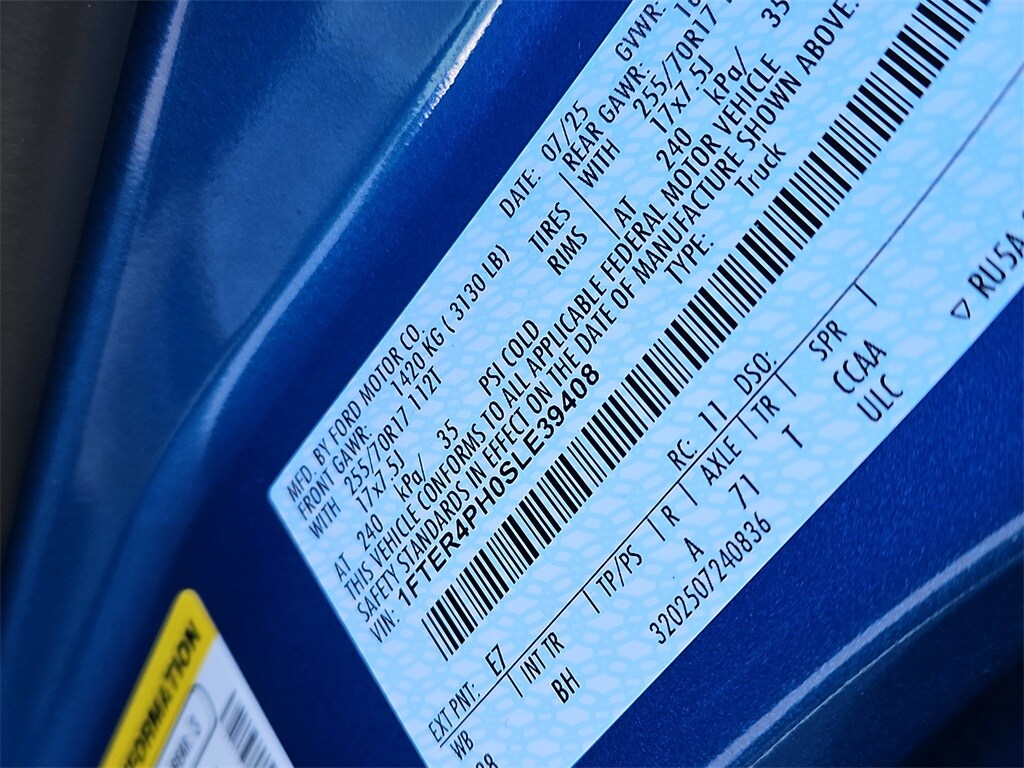 MFD. BY FORD MOTOR CO.
DATE: 07/25
GVWR:
FRONT GAWR: 1420 KG ( 3130 LB)
REAR GAWR:
WITH 255/70R17 112T
TIRES WITH 255/70R17
17x7.5J
RIMS 17x7.5J
AT 240 kPa/ 35 PSI COLD
AT 240 kPa/ 35
THIS VEHICLE CONFORMS TO ALL APPLICABLE FEDERAL MOTOR VEHICLE
SAFETY STANDARDS IN EFFECT ON THE DATE OF MANUFACTURE SHOWN ABOVE.
VIN: 1FTER4PH0SLE39408
TYPE: Truck
EXT PNT: E7 RC: 11 DSO:
WB | INT TR | TP/PS | R | AXLE | TR | SPR |
BH A 71 T CCAA
3202507240836 ULC
▽ RU5A